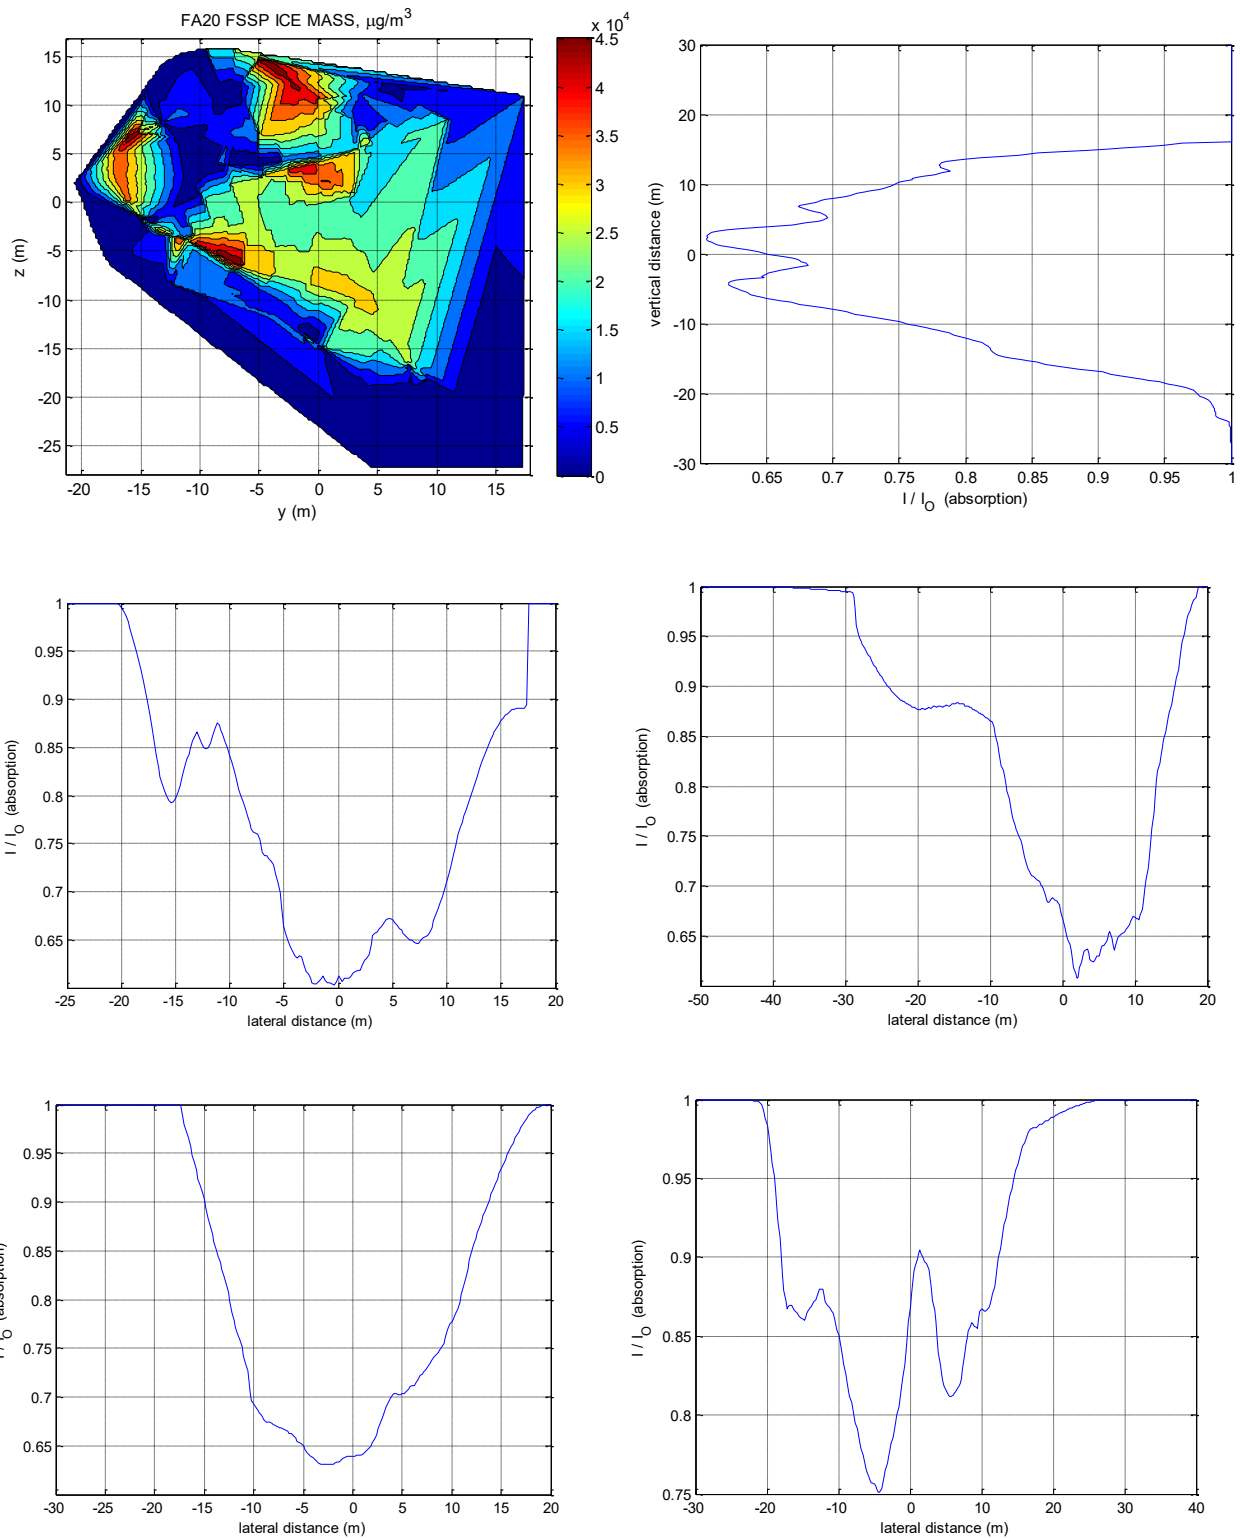 FA20 FSSP ICE MASS, μg/m³
x 10⁴
15
10
5
0
-5
-10
-15
-20
-25
z (m)
-20 -15 -10 -5 0 5 10 15
y (m)
4.5
4
3.5
3
2.5
2
1.5
1
0.5
0
30
20
10
0
-10
-20
-30
vertical distance (m)
0.65 0.7 0.75 0.8 0.85 0.9 0.95 1
I / I_O (absorption)
1
0.95
0.9
0.85
0.8
0.75
0.7
0.65
I / I_O (absorption)
-25 -20 -15 -10 -5 0 5 10 15 20
lateral distance (m)
1
0.95
0.9
0.85
0.8
0.75
0.7
0.65
I / I_O (absorption)
-50 -40 -30 -20 -10 0 10 20
lateral distance (m)
1
0.95
0.9
0.85
0.8
0.75
0.7
0.65
I / I_O (absorption)
-30 -25 -20 -15 -10 -5 0 5 10 15 20
lateral distance (m)
1
0.95
0.9
0.85
0.8
0.75
I / I_O (absorption)
-30 -20 -10 0 10 20 30 40
lateral distance (m)